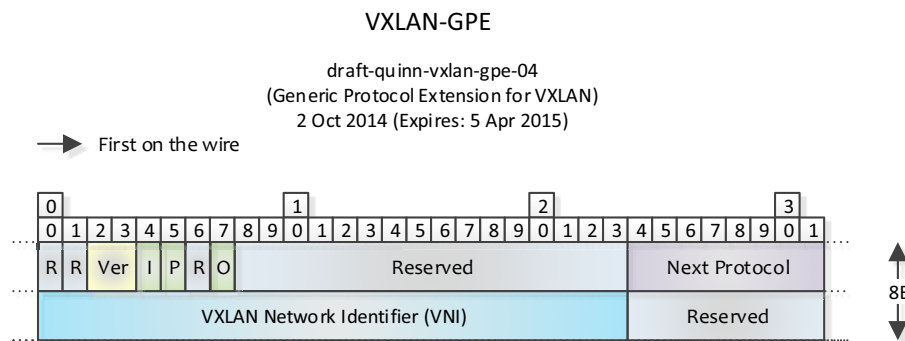 VXLAN-GPE
draft-quinn-vxlan-gpe-04
(Generic Protocol Extension for VXLAN)
2 Oct 2014 (Expires: 5 Apr 2015)
First on the wire
0 1 2 3
0 1 2 3 4 5 6 7 8 9 0 1 2 3 4 5 6 7 8 9 0 1 2 3 4 5 6 7 8 9 0 1
R R Ver I P R O Reserved Next Protocol
8B
VXLAN Network Identifier (VNI) Reserved